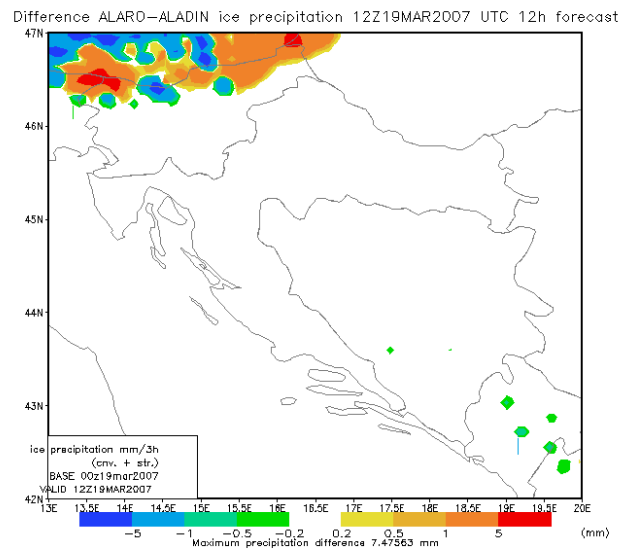 Difference ALARO-ALADIN ice precipitation 12Z19MAR2007 UTC 12h forecast
47N
46N
45N
44N
43N
42N
ice precipitation mm/3h
(cnv. + str.)
BASE 00z19mar2007
VALID 12Z19MAR2007
13E 13.5E 14E 14.5E 15E 15.5E 16E 16.5E 17E 17.5E 18E 18.5E 19E 19.5E 20E
-5 -1 -0.5 -0.2 0.2 0.5 1 5 (mm)
Maximum precipitation difference 7.47563 mm